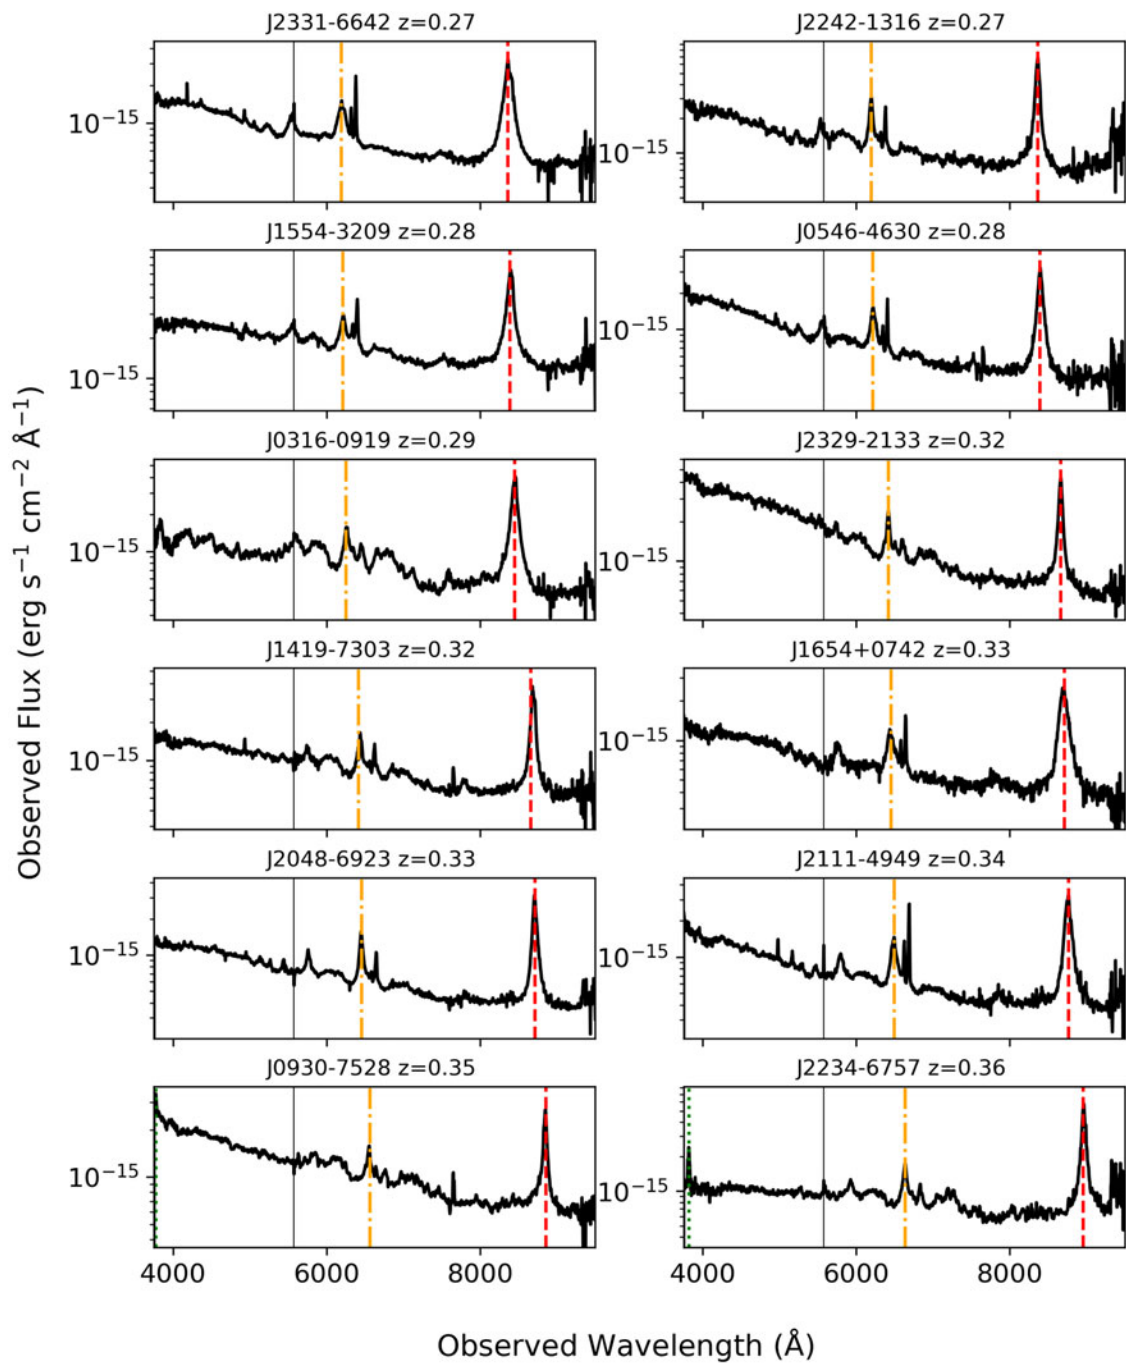 J2331-6642 z=0.27
J2242-1316 z=0.27
10⁻¹⁵
10⁻¹⁵
J1554-3209 z=0.28
J0546-4630 z=0.28
10⁻¹⁵
10⁻¹⁵
J0316-0919 z=0.29
J2329-2133 z=0.32
10⁻¹⁵
10⁻¹⁵
J1419-7303 z=0.32
J1654+0742 z=0.33
10⁻¹⁵
10⁻¹⁵
J2048-6923 z=0.33
J2111-4949 z=0.34
10⁻¹⁵
10⁻¹⁵
J0930-7528 z=0.35
J2234-6757 z=0.36
10⁻¹⁵
10⁻¹⁵
4000 6000 8000
4000 6000 8000
Observed Flux (erg s⁻¹ cm⁻² Å⁻¹)
Observed Wavelength (Å)